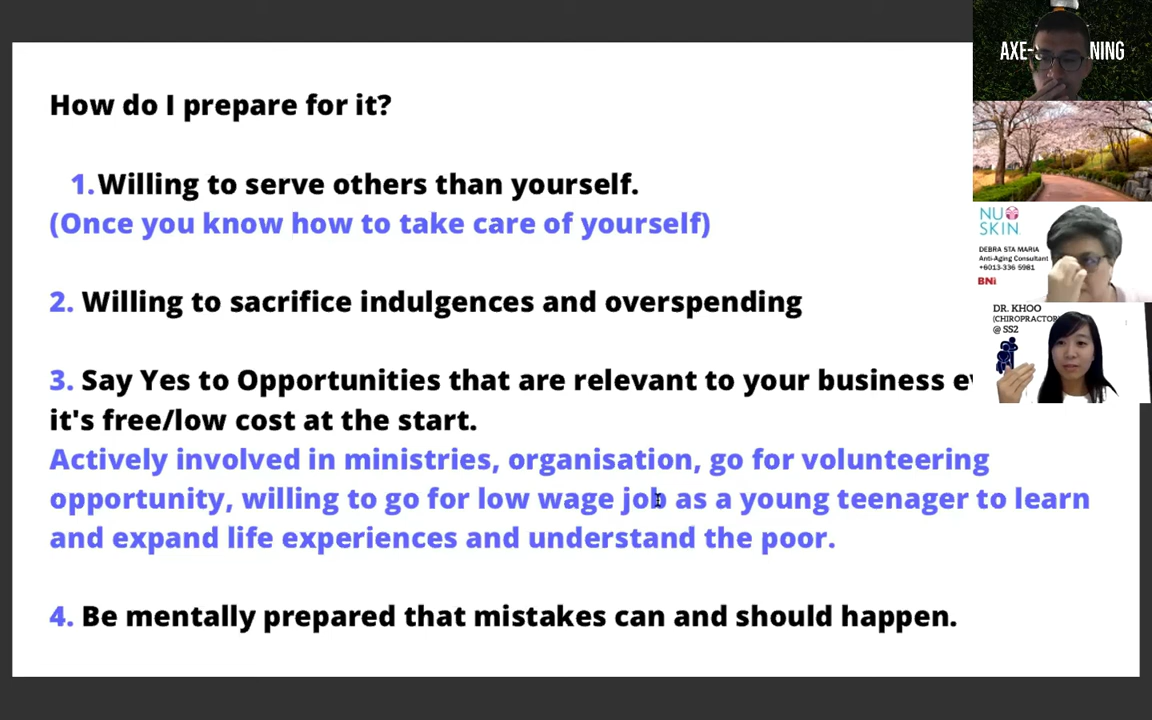 How do I prepare for it?
1. Willing to serve others than yourself.
(Once you know how to take care of yourself)
2. Willing to sacrifice indulgences and overspending
3. Say Yes to Opportunities that are relevant to your business
it's free/low cost at the start.
Actively involved in ministries, organisation, go for volunteering
opportunity, willing to go for low wage job as a young teenager to learn
and expand life experiences and understand the poor.
4. Be mentally prepared that mistakes can and should happen.
NU
SKIN
DEBRA STA MARIA
Anti-Aging Consultant
+6013-336 5981
BNI
DR. KHOO
(CHIROPRACTOR
@ SS2